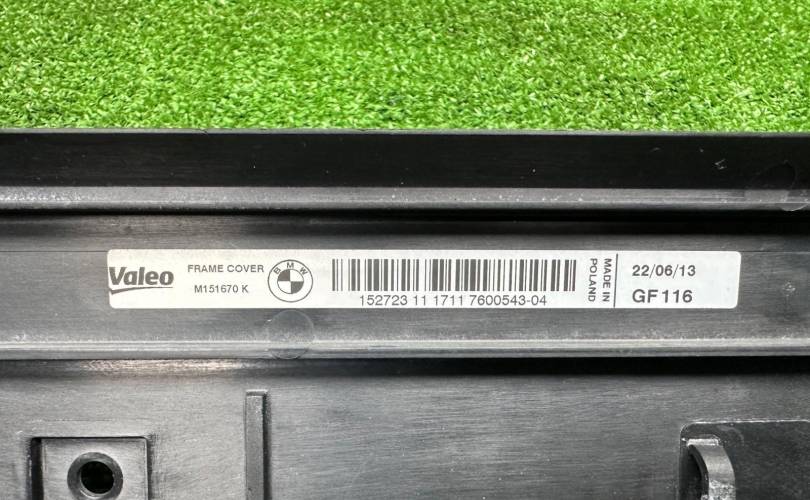 Valeo
FRAME COVER
M151670 K
BMW
152723 11 1711 7600543-04
MADE IN
POLAND
22/06/13
GF116